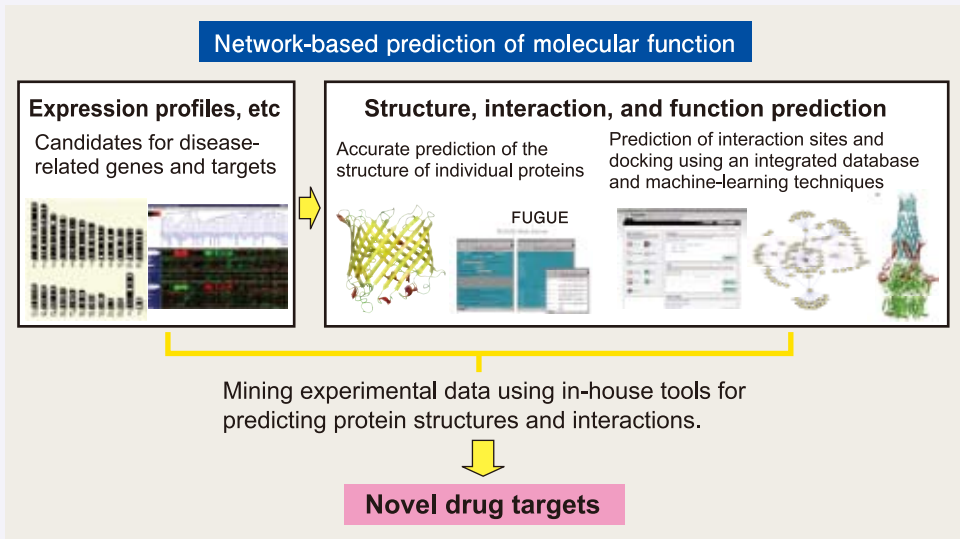 Network-based prediction of molecular function
Expression profiles, etc
Candidates for disease-
related genes and targets
Structure, interaction, and function prediction
Accurate prediction of the
structure of individual proteins
FUGUE
Prediction of interaction sites and
docking using an integrated database
and machine-learning techniques
Mining experimental data using in-house tools for
predicting protein structures and interactions.
Novel drug targets